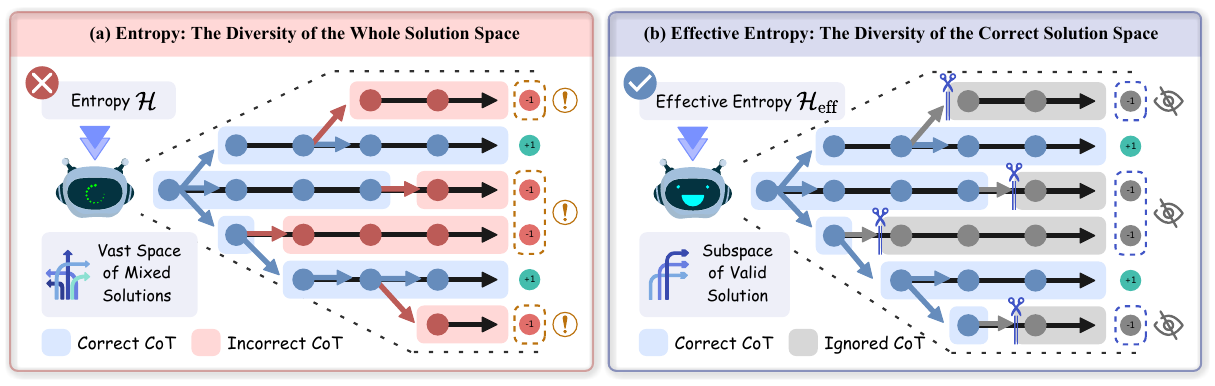 (a) Entropy: The Diversity of the Whole Solution Space
Entropy ℋ
-1
+1
-1
-1
+1
-1
Vast Space
of Mixed
Solutions
Correct CoT
Incorrect CoT
(b) Effective Entropy: The Diversity of the Correct Solution Space
Effective Entropy ℋeff
-1
+1
-1
-1
+1
-1
Subspace
of Valid
Solution
Correct CoT
Ignored CoT